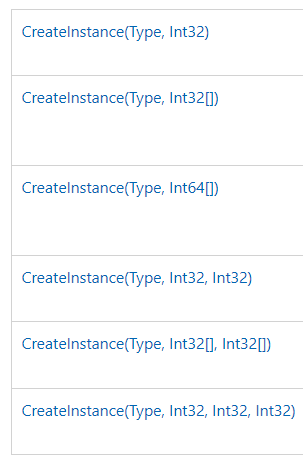 CreateInstance(Type, Int32)
CreateInstance(Type, Int32[])
CreateInstance(Type, Int64[])
CreateInstance(Type, Int32, Int32)
CreateInstance(Type, Int32[], Int32[])
CreateInstance(Type, Int32, Int32, Int32)